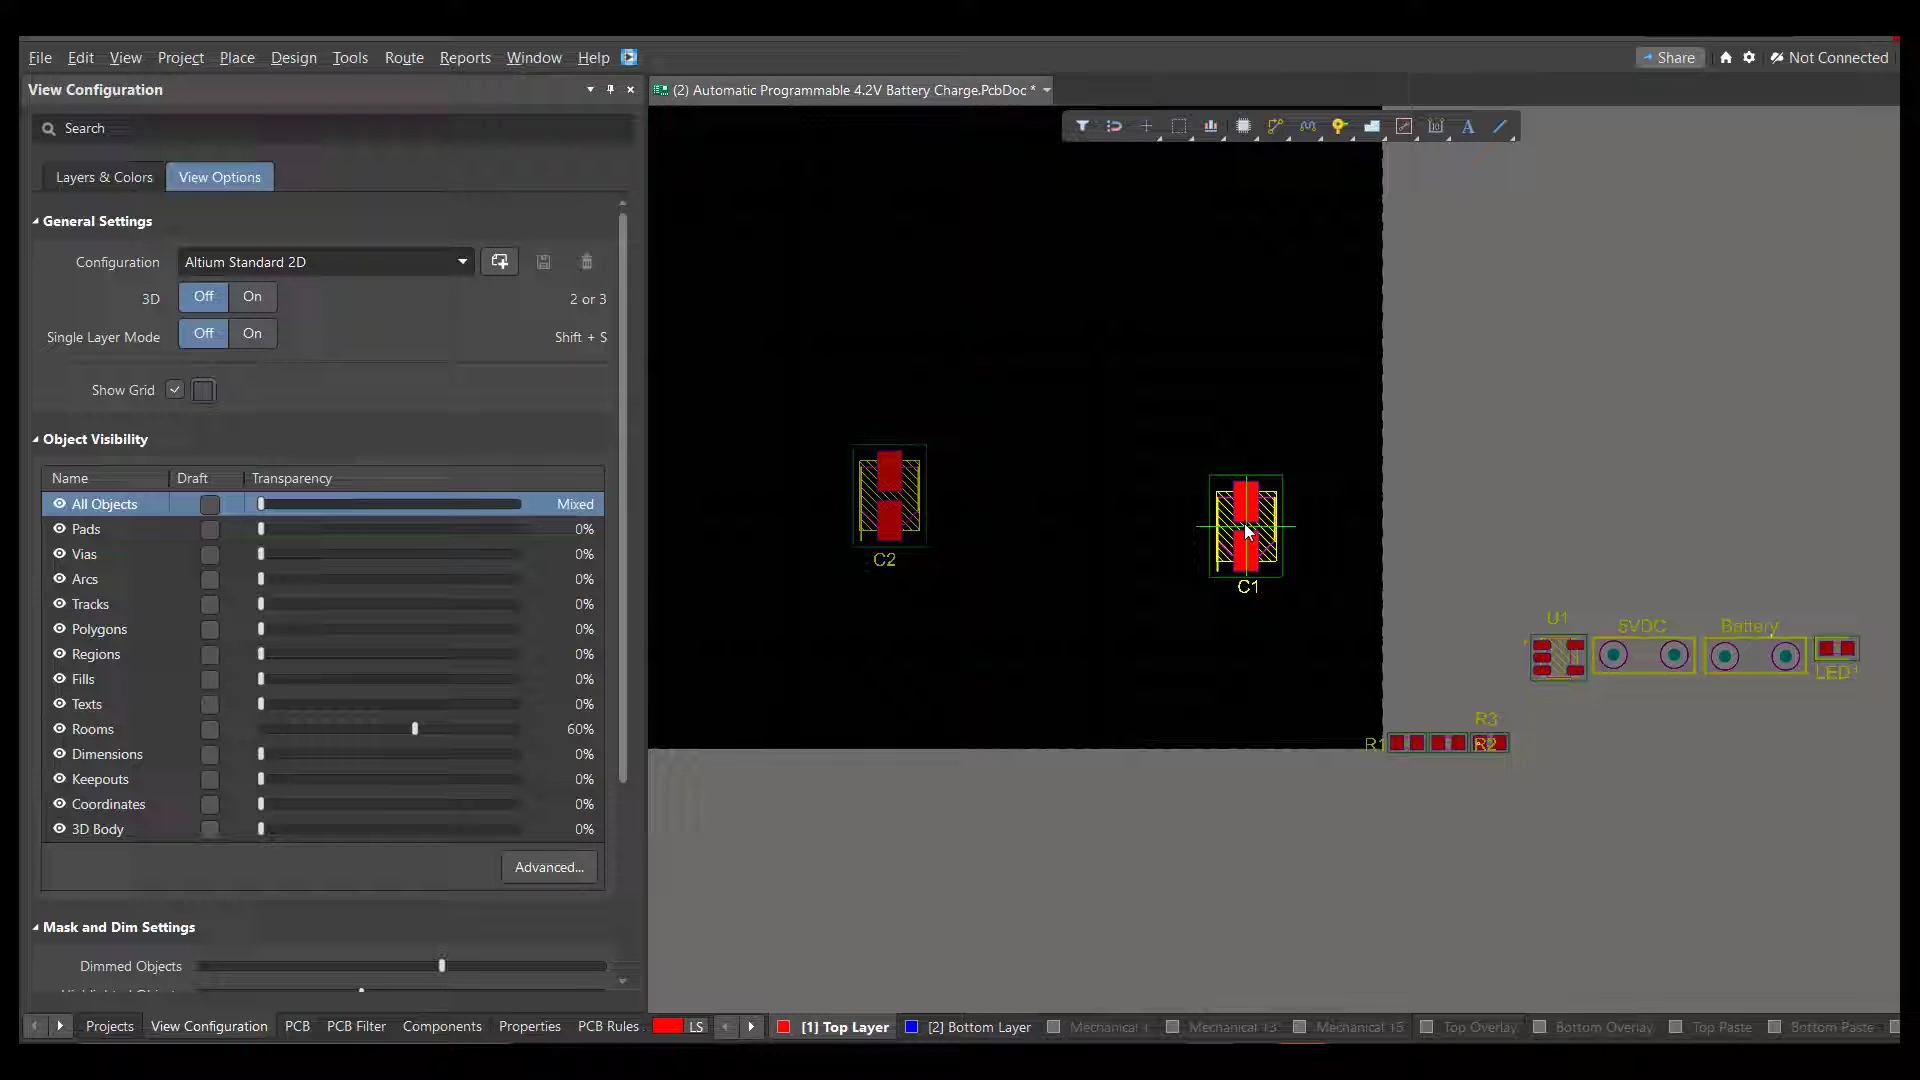 File Edit View Project Place Design Tools Route Reports Window Help Share Not Connected
View Configuration
(2) Automatic Programmable 4.2V Battery Charge.PcbDoc *
Search
Layers & Colors View Options
General Settings
Configuration Altium Standard 2D
3D Off On 2 or 3
Single Layer Mode Off On Shift + S
Show Grid
Object Visibility
Name Draft Transparency
All Objects Mixed
Pads 0%
Vias 0%
Arcs 0%
Tracks 0%
Polygons 0%
Regions 0%
Fills 0%
Texts 0%
Rooms 60%
Dimensions 0%
Keepouts 0%
Coordinates 0%
3D Body 0%
Advanced...
Mask and Dim Settings
Dimmed Objects
C2
C1
U1 5VDC Battery
LED1
R3
R1 R2
Projects View Configuration PCB PCB Filter Components Properties PCB Rules LS [1] Top Layer [2] Bottom Layer Mechanical 1 Mechanical 13 Mechanical 15 Top Overlay Bottom Overlay Top Paste Bottom Paste